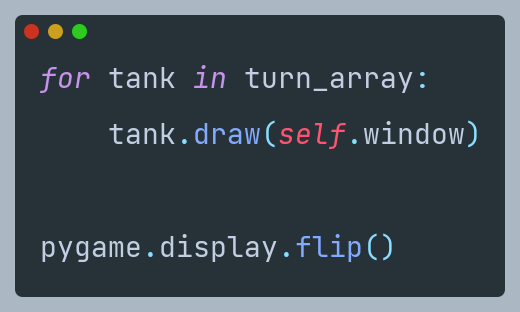 for tank in turn_array:
    tank.draw(self.window)

pygame.display.flip()